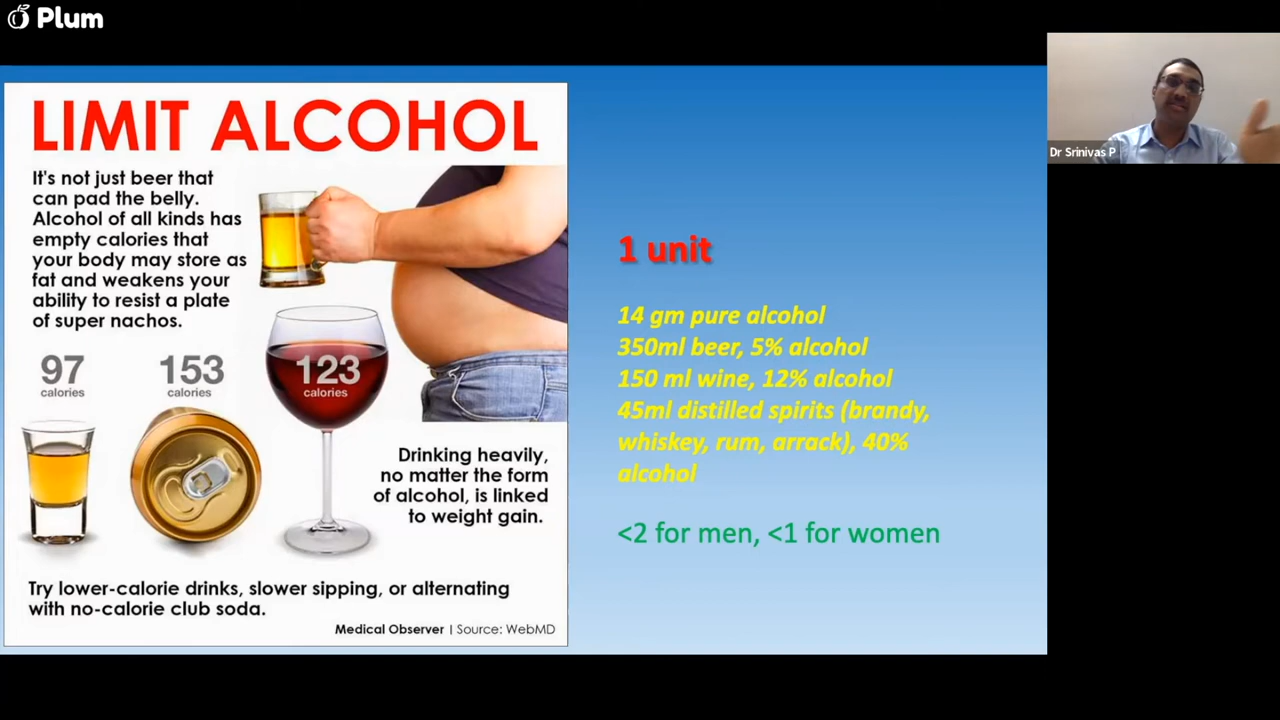 Plum
LIMIT ALCOHOL
It's not just beer that
can pad the belly.
Alcohol of all kinds has
empty calories that
your body may store as
fat and weakens your
ability to resist a plate
of super nachos.
97
calories
153
calories
123
calories
Drinking heavily,
no matter the form
of alcohol, is linked
to weight gain.
Try lower-calorie drinks, slower sipping, or alternating
with no-calorie club soda.
Medical Observer | Source: WebMD
1 unit
14 gm pure alcohol
350ml beer, 5% alcohol
150 ml wine, 12% alcohol
45ml distilled spirits (brandy,
whiskey, rum, arrack), 40%
alcohol
<2 for men, <1 for women
Dr Srinivas P